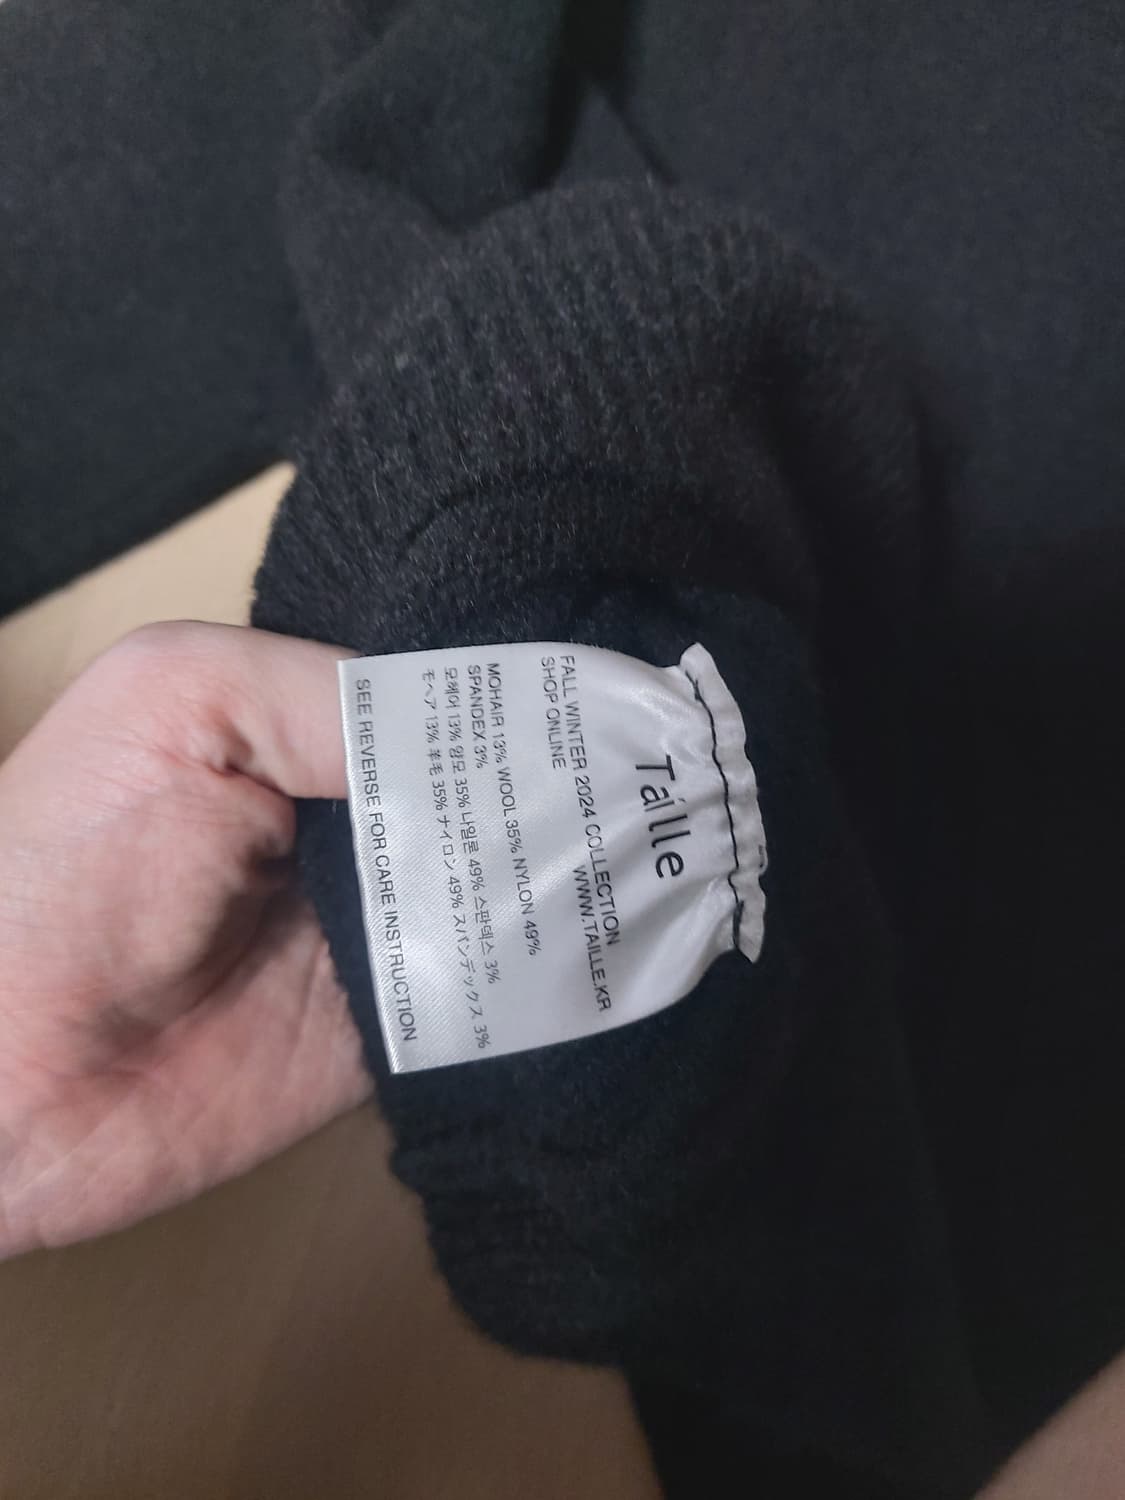 Taille
FALL WINTER 2024 COLLECTION
SHOP ONLINE WWW.TAILLE.KR
MOHAIR 13% WOOL 35% NYLON 49%
SPANDEX 3%
모헤어 13% 양모 35% 나일론 49% 스판덱스 3%
モヘア 13% 羊毛 35% ナイロン 49% スパンデックス 3%
SEE REVERSE FOR CARE INSTRUCTION